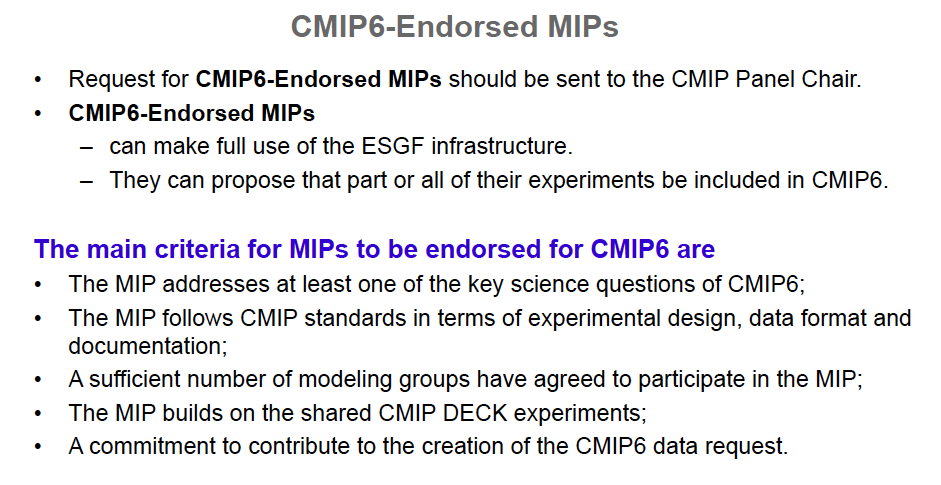 CMIP6-Endorsed MIPs
• Request for CMIP6-Endorsed MIPs should be sent to the CMIP Panel Chair.
• CMIP6-Endorsed MIPs
– can make full use of the ESGF infrastructure.
– They can propose that part or all of their experiments be included in CMIP6.
The main criteria for MIPs to be endorsed for CMIP6 are
• The MIP addresses at least one of the key science questions of CMIP6;
• The MIP follows CMIP standards in terms of experimental design, data format and
documentation;
• A sufficient number of modeling groups have agreed to participate in the MIP;
• The MIP builds on the shared CMIP DECK experiments;
• A commitment to contribute to the creation of the CMIP6 data request.